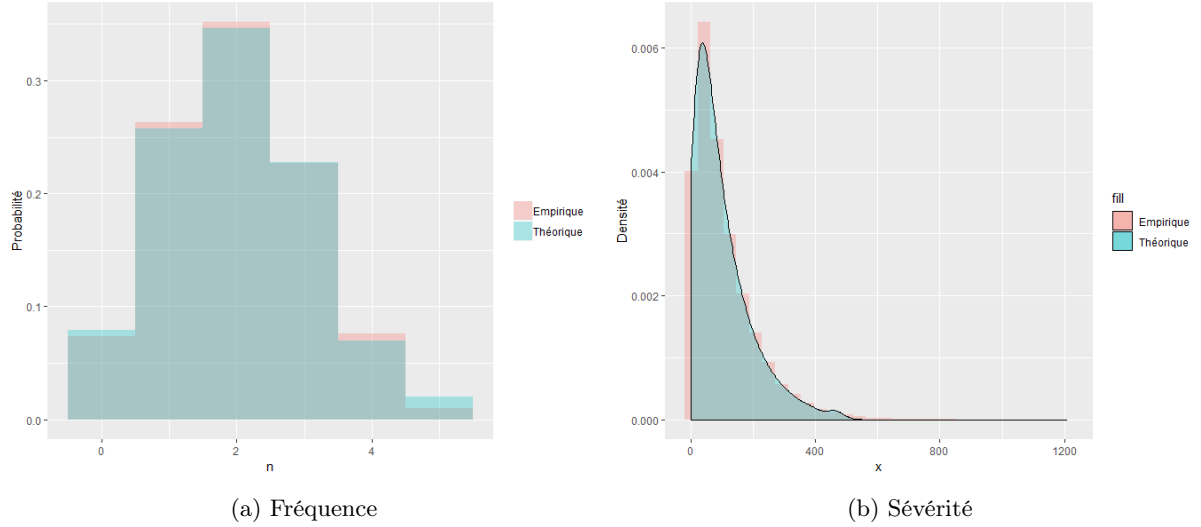 Probabilité
0.3
0.2
0.1
0.0
0
2
4
n
Empirique
Théorique
(a) Fréquence
Densité
0.006
0.004
0.002
0.000
0
400
800
1200
x
fill
Empirique
Théorique
(b) Sévérité